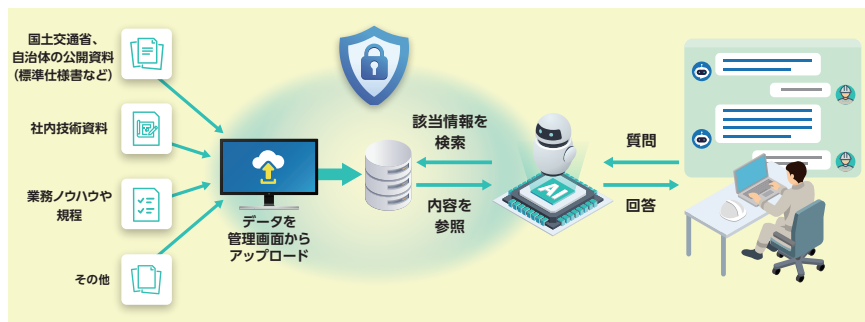 国土交通省、
自治体の公開資料
（標準仕様書など）
社内技術資料
業務ノウハウや
規程
その他
データを
管理画面から
アップロード
該当情報を
検索
内容を
参照
AI
質問
回答